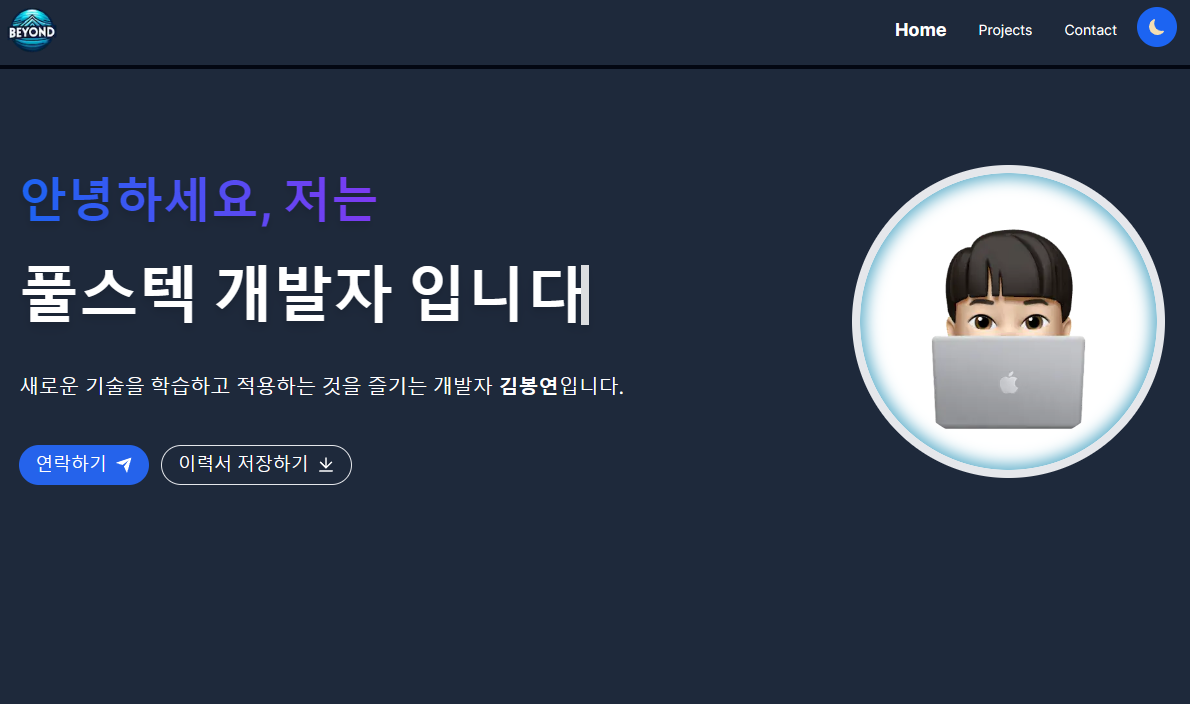 BEYOND
Home Projects Contact
안녕하세요, 저는
풀스텍 개발자 입니다
새로운 기술을 학습하고 적용하는 것을 즐기는 개발자 김봉연입니다.
연락하기 이력서 저장하기